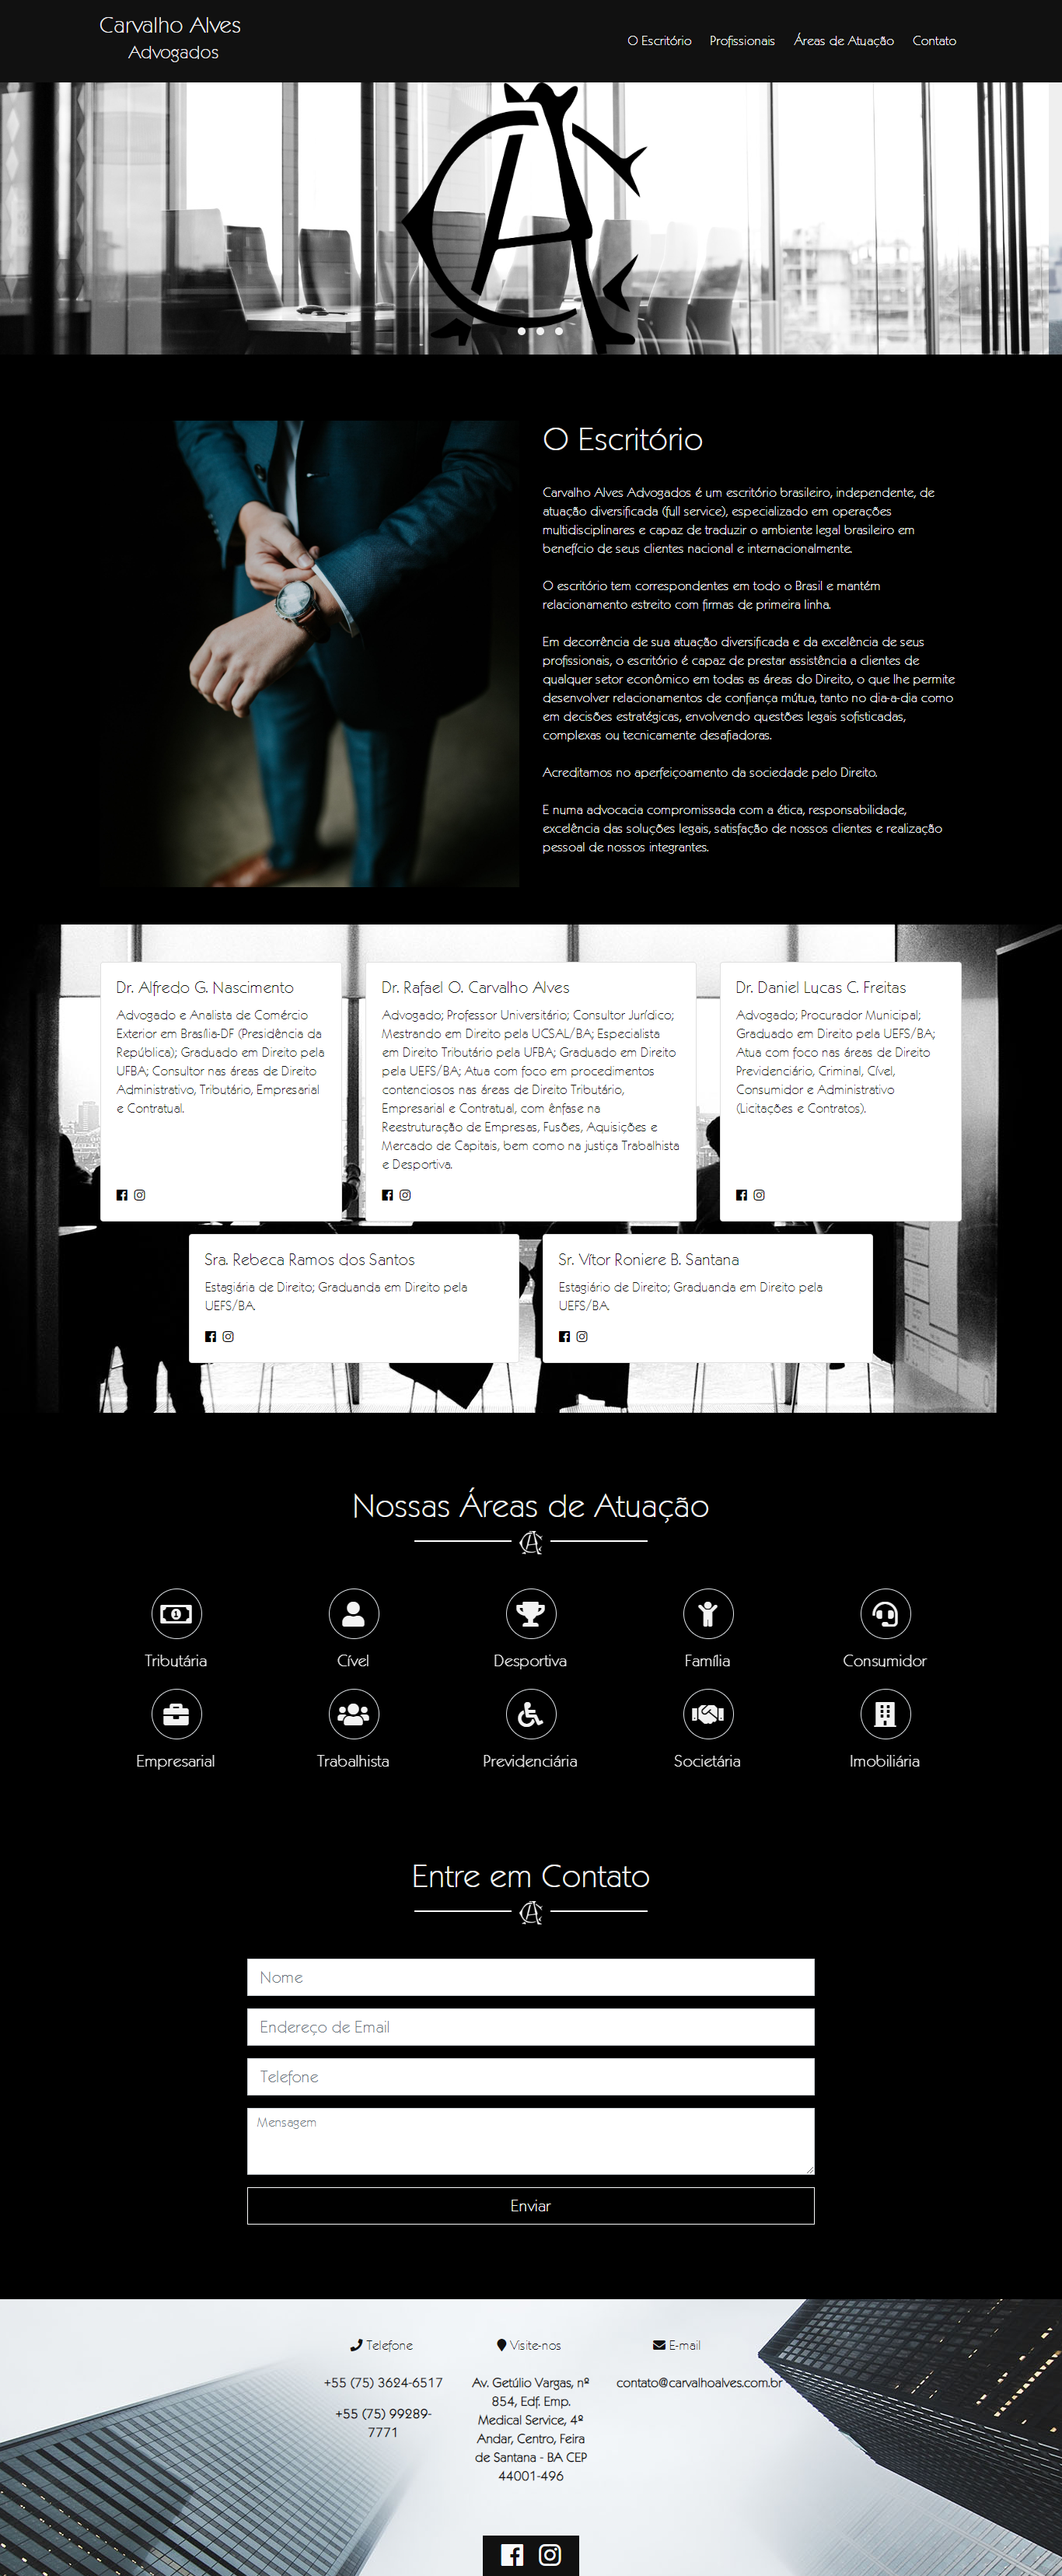 Carvalho Alves
Advogados
O Escritório Profissionais Áreas de Atuação Contato
O Escritório
Carvalho Alves Advogados é um escritório brasileiro, independente, de
atuação diversificada (full service), especializado em operações
multidisciplinares e capaz de traduzir o ambiente legal brasileiro em
benefício de seus clientes nacional e internacionalmente.
O escritório tem correspondentes em todo o Brasil e mantém
relacionamento estreito com firmas de primeira linha.
Em decorrência de sua atuação diversificada e da excelência de seus
profissionais, o escritório é capaz de prestar assistência a clientes de
qualquer setor econômico em todas as áreas do Direito, o que lhe permite
desenvolver relacionamentos de confiança mútua, tanto no dia-a-dia como
em decisões estratégicas, envolvendo questões legais sofisticadas,
complexas ou tecnicamente desafiadoras.
Acreditamos no aperfeiçoamento da sociedade pelo Direito.
E numa advocacia compromissada com a ética, responsabilidade,
excelência das soluções legais, satisfação de nossos clientes e realização
pessoal de nossos integrantes.
Dr. Alfredo G. Nascimento
Advogado e Analista de Comércio
Exterior em Brasília-DF (Presidência da
República); Graduado em Direito pela
UFBA; Consultor nas áreas de Direito
Administrativo, Tributário, Empresarial
e Contratual.
Dr. Rafael O. Carvalho Alves
Advogado; Professor Universitário; Consultor Jurídico;
Mestrando em Direito pela UCSAL/BA; Especialista
em Direito Tributário pela UFBA; Graduado em Direito
pela UEFS/BA; Atua com foco em procedimentos
contenciosos nas áreas de Direito Tributário,
Empresarial e Contratual, com ênfase na
Reestruturação de Empresas, Fusões, Aquisições e
Mercado de Capitais, bem como na justiça Trabalhista
e Desportiva.
Dr. Daniel Lucas C. Freitas
Advogado; Procurador Municipal;
Graduado em Direito pela UEFS/BA;
Atua com foco nas áreas de Direito
Previdenciário, Criminal, Cível,
Consumidor e Administrativo
(Licitações e Contratos).
Sra. Rebeca Ramos dos Santos
Estagiária de Direito; Graduanda em Direito pela
UEFS/BA.
Sr. Vítor Roniere B. Santana
Estagiário de Direito; Graduanda em Direito pela
UEFS/BA.
Nossas Áreas de Atuação
Tributária Cível Desportiva Família Consumidor
Empresarial Trabalhista Previdenciária Societária Imobiliária
Entre em Contato
Nome
Endereço de Email
Telefone
Mensagem
Enviar
Telefone
+55 (75) 3624-6517
+55 (75) 99289-
7771
Visite-nos
Av. Getúlio Vargas, nº
854, Edf. Emp.
Medical Service, 4º
Andar, Centro, Feira
de Santana - BA CEP
44001-496
E-mail
contato@carvalhoalves.com.br